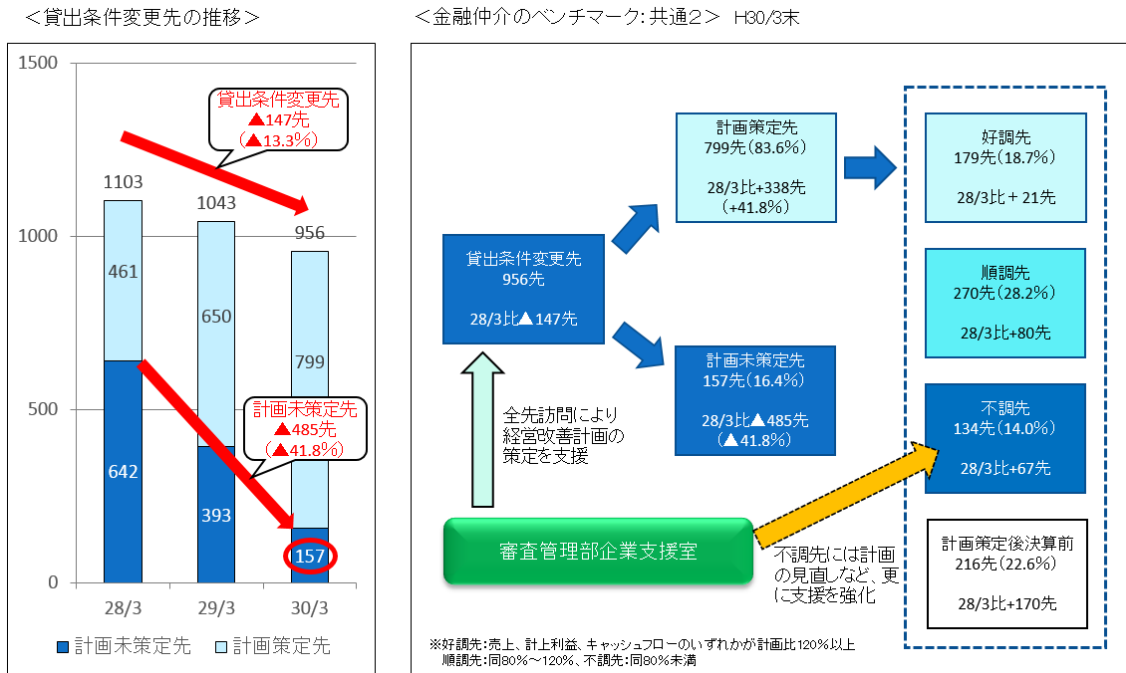 ＜貸出条件変更先の推移＞
1500
1000
500
0
貸出条件変更先
▲147先
(▲13.3%)
1103
1043
956
461
650
799
計画未策定先
▲485先
(▲41.8%)
642
393
157
28/3
29/3
30/3
計画未策定先
計画策定先
＜金融仲介のベンチマーク:共通２＞ H30/3末
貸出条件変更先
956先
28/3比▲147先
計画策定先
799先(83.6%)
28/3比+338先
(+41.8%)
計画未策定先
157先(16.4%)
28/3比▲485先
(▲41.8%)
全先訪問により
経営改善計画の
策定を支援
審査管理部企業支援室
不調先には計画
の見直しなど、更
に支援を強化
好調先
179先(18.7%)
28/3比＋21先
順調先
270先(28.2%)
28/3比+80先
不調先
134先(14.0%)
28/3比+67先
計画策定後決算前
216先(22.6%)
28/3比+170先
※好調先:売上、計上利益、キャッシュフローのいずれかが計画比120%以上
順調先:同80%～120%、不調先:同80%未満